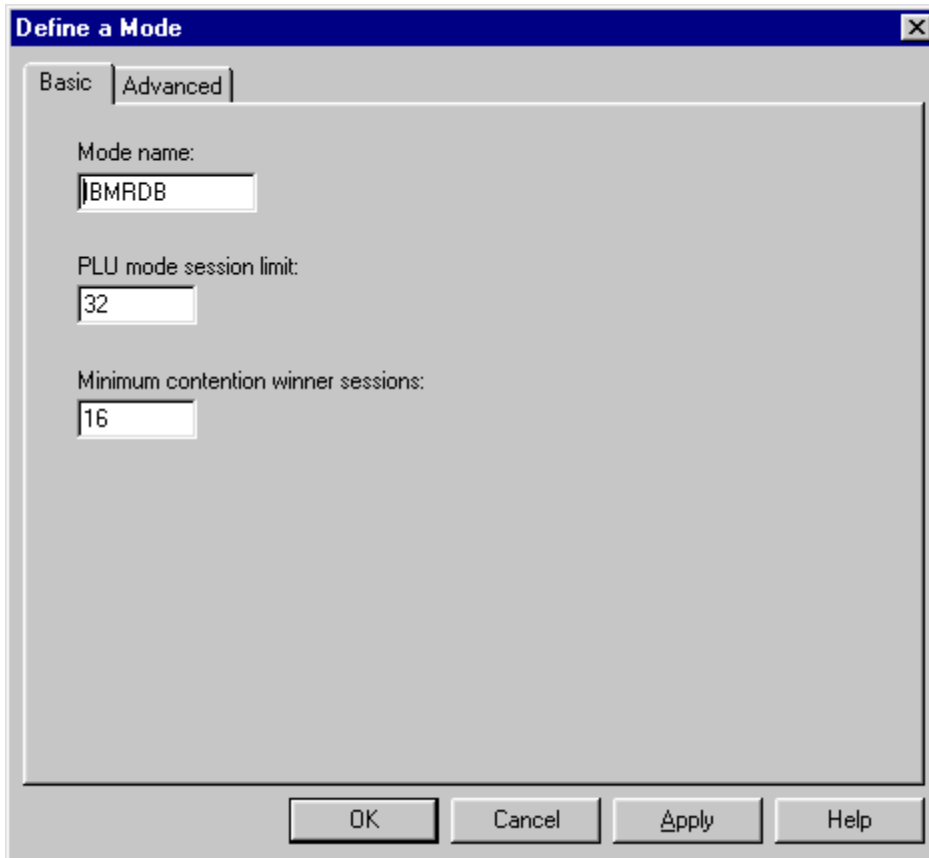 Define a Mode
Basic Advanced
Mode name:
IBMRDB
PLU mode session limit:
32
Minimum contention winner sessions:
16
OK Cancel Apply Help